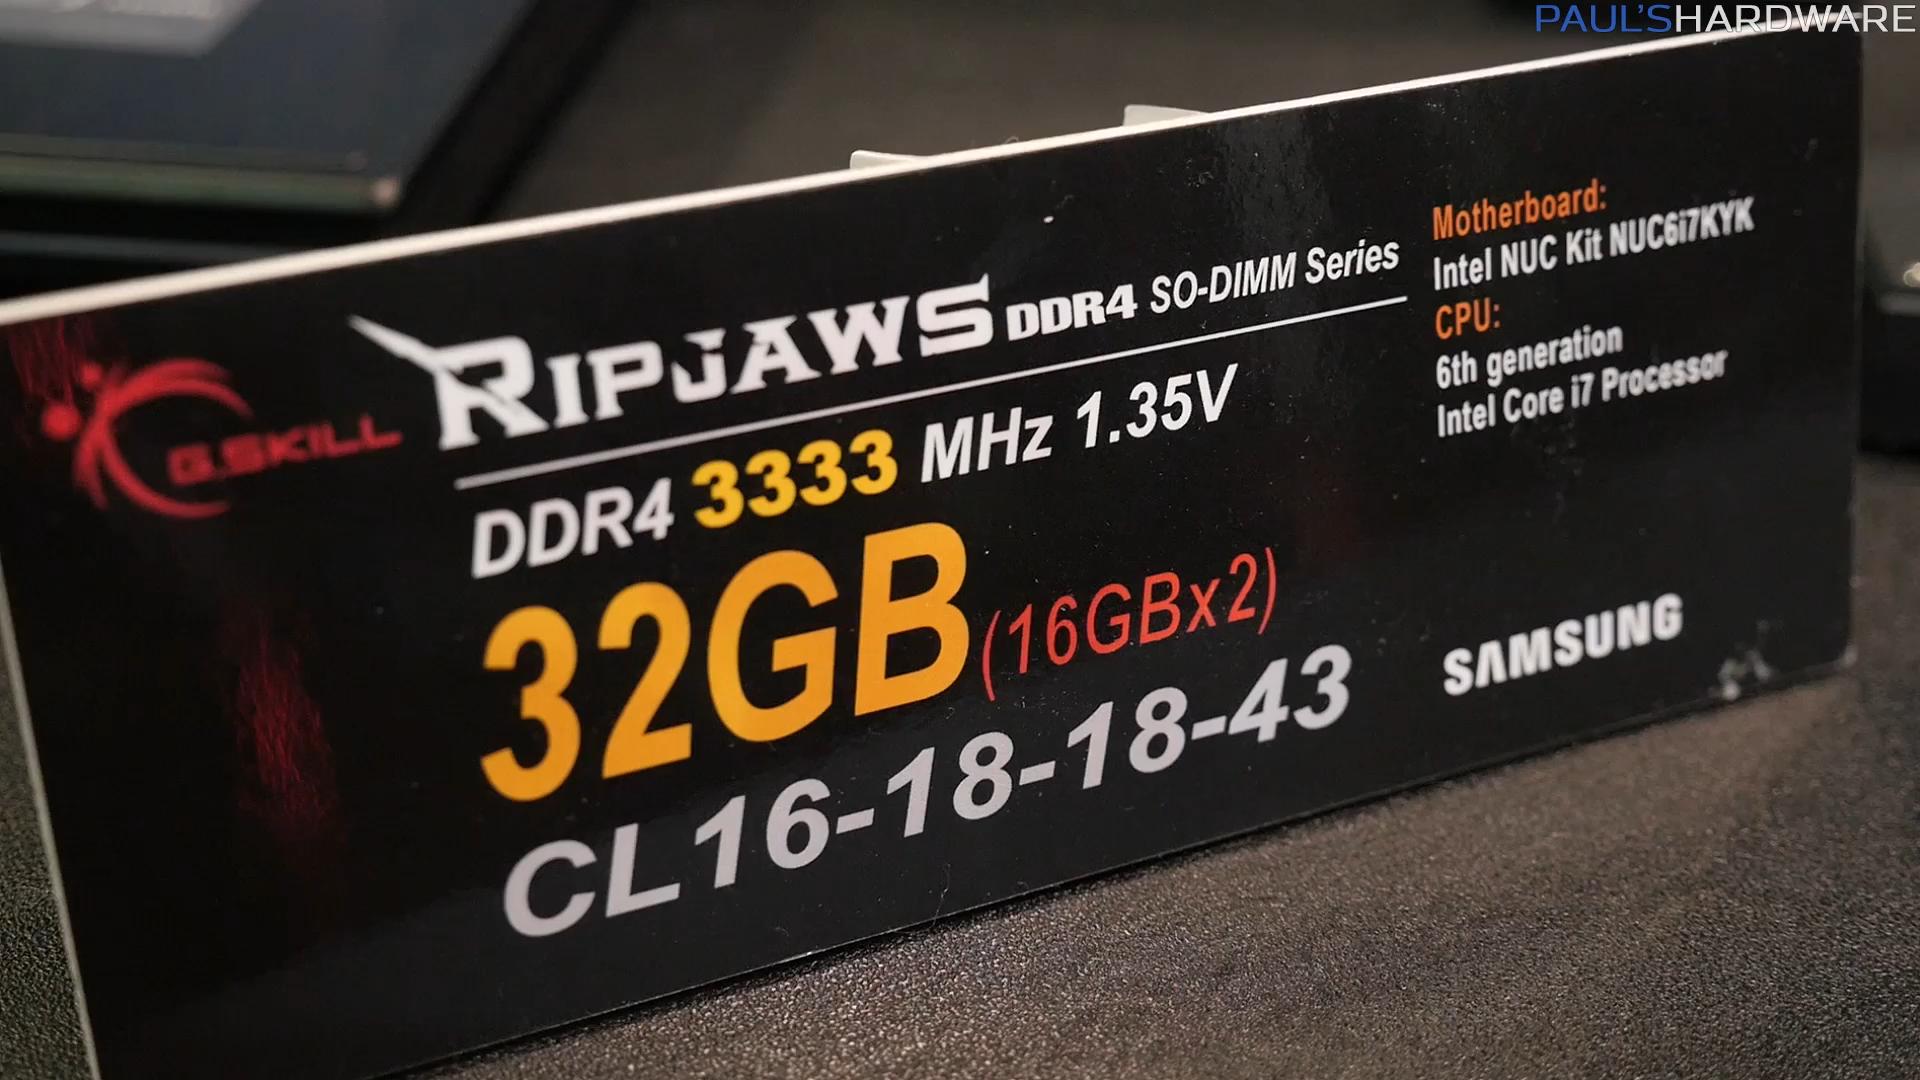 PAUL'SHARDWARE
G.SKILL
RIPJAWS DDR4 SO-DIMM Series
DDR4 3333 MHz 1.35V
32GB (16GBx2)
CL16-18-18-43
Motherboard:
Intel NUC Kit NUC6i7KYK
CPU:
6th generation
Intel Core i7 Processor
SAMSUNG